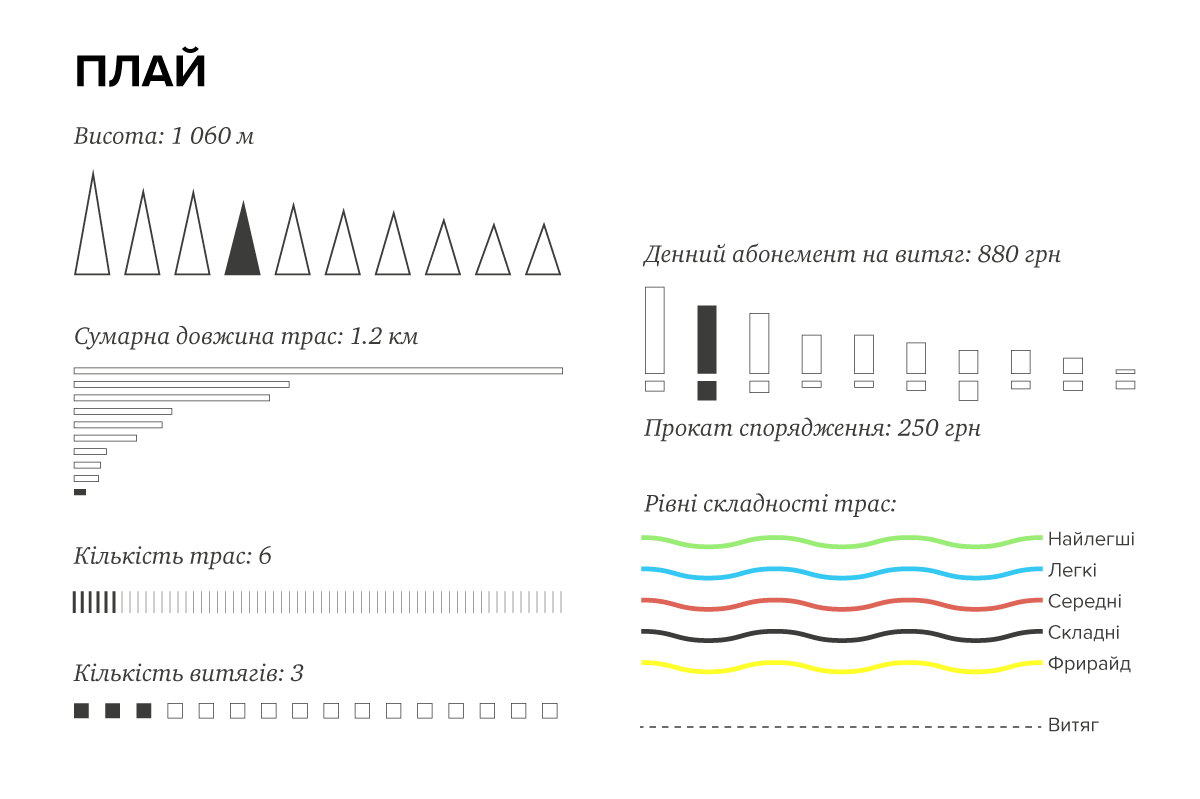 ПЛАЙ
Висота: 1 060 м
Сумарна довжина трас: 1.2 км
Кількість трас: 6
Кількість витягів: 3
Денний абонемент на витяг: 880 грн
Прокат спорядження: 250 грн
Рівні складності трас:
Найлегші
Легкі
Середні
Складні
Фрирайд
Витяг